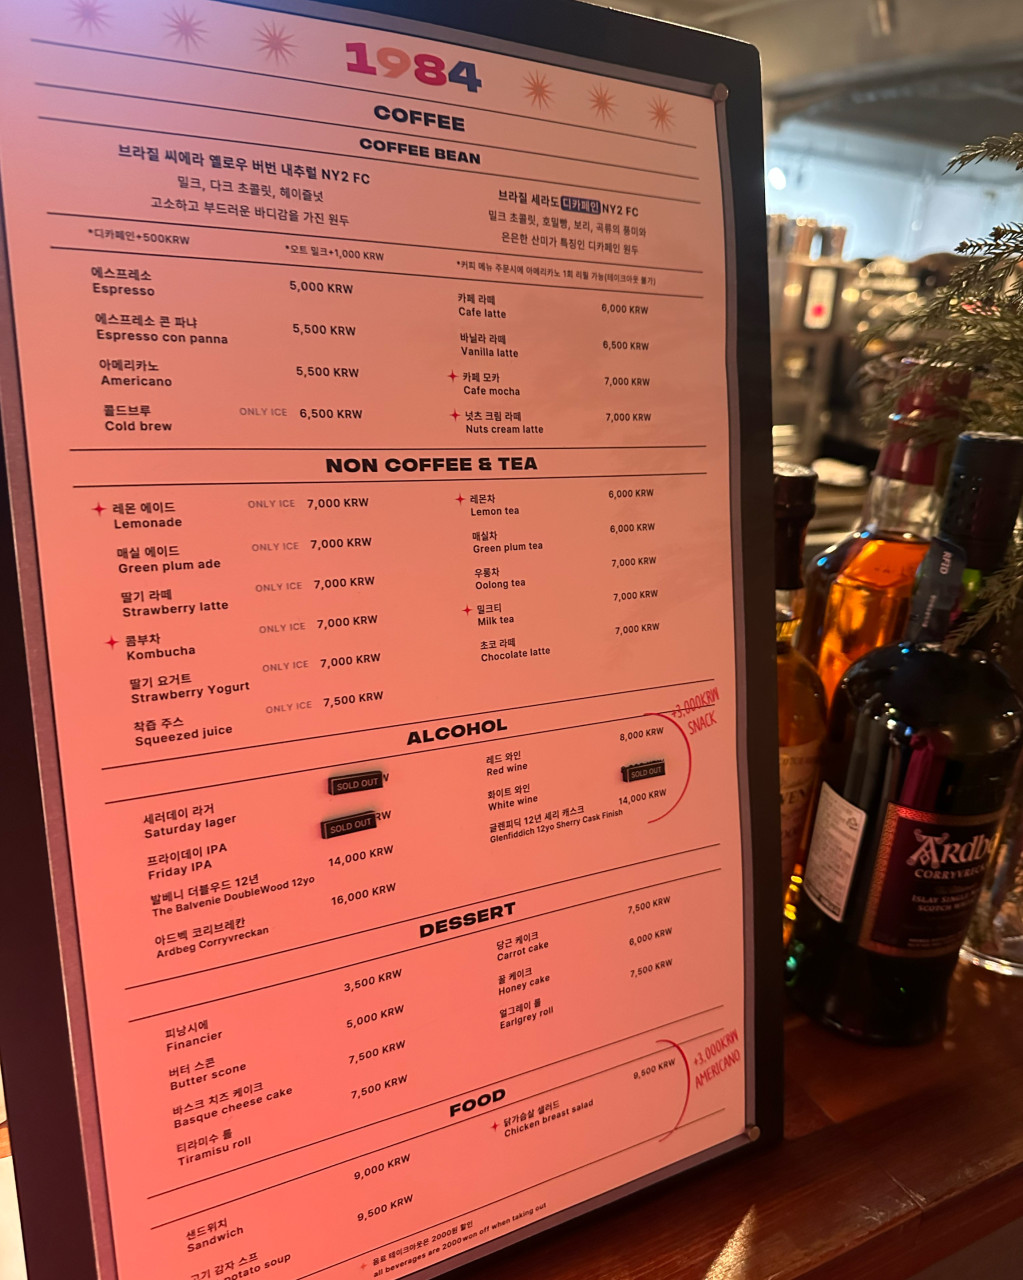 1984
COFFEE
COFFEE BEAN
브라질 씨에라 옐로우 버번 내추럴 NY2 FC
밀크, 다크 초콜릿, 헤이즐넛
고소하고 부드러운 바디감을 가진 원두
브라질 세라도 디카페인 NY2 FC
밀크 초콜릿, 호밀빵, 보리, 곡류의 풍미와
은은한 산미가 특징인 디카페인 원두
*디카페인+500KRW
*오트 밀크+1,000 KRW
*커피 메뉴 주문시에 아메리카노 1회 리필 가능(테이크아웃 불가)
에스프레소
Espresso
5,000 KRW
에스프레소 콘 파냐
Espresso con panna
5,500 KRW
아메리카노
Americano
5,500 KRW
콜드브루
Cold brew
ONLY ICE 6,500 KRW
카페 라떼
Cafe latte
6,000 KRW
바닐라 라떼
Vanilla latte
6,500 KRW
카페 모카
Cafe mocha
7,000 KRW
넛츠 크림 라떼
Nuts cream latte
7,000 KRW
NON COFFEE & TEA
레몬 에이드
Lemonade
ONLY ICE 7,000 KRW
매실 에이드
Green plum ade
ONLY ICE 7,000 KRW
딸기 라떼
Strawberry latte
ONLY ICE 7,000 KRW
콤부차
Kombucha
ONLY ICE 7,000 KRW
딸기 요거트
Strawberry Yogurt
ONLY ICE 7,000 KRW
착즙 주스
Squeezed juice
ONLY ICE 7,500 KRW
레몬차
Lemon tea
6,000 KRW
매실차
Green plum tea
6,000 KRW
우롱차
Oolong tea
7,000 KRW
밀크티
Milk tea
7,000 KRW
초코 라떼
Chocolate latte
7,000 KRW
ALCOHOL
세러데이 라거
Saturday lager
SOLD OUT W
프라이데이 IPA
Friday IPA
SOLD OUT RW
발베니 더블우드 12년
The Balvenie DoubleWood 12yo
14,000 KRW
아드벡 코리브레칸
Ardbeg Corryvreckan
16,000 KRW
레드 와인
Red wine
8,000 KRW
화이트 와인
White wine
SOLD OUT
글렌피딕 12년 셰리 캐스크
Glenfiddich 12yo Sherry Cask Finish
14,000 KRW
+3,000KRW
SNACK
DESSERT
피낭시에
Financier
3,500 KRW
버터 스콘
Butter scone
5,000 KRW
바스크 치즈 케이크
Basque cheese cake
7,500 KRW
티라미수 롤
Tiramisu roll
7,500 KRW
당근 케이크
Carrot cake
7,500 KRW
꿀 케이크
Honey cake
6,000 KRW
얼그레이 롤
Earlgrey roll
7,500 KRW
FOOD
샌드위치
Sandwich
9,000 KRW
고기 감자 스프
potato soup
9,500 KRW
닭가슴살 샐러드
Chicken breast salad
9,500 KRW
+3,000KRW
AMERICANO
음료 테이크아웃은 2000원 할인
all beverages are 2000won off when taking out
RFID
Ardbe
CORRYVREC
ISLAY SINGLE
SCOTCH WH